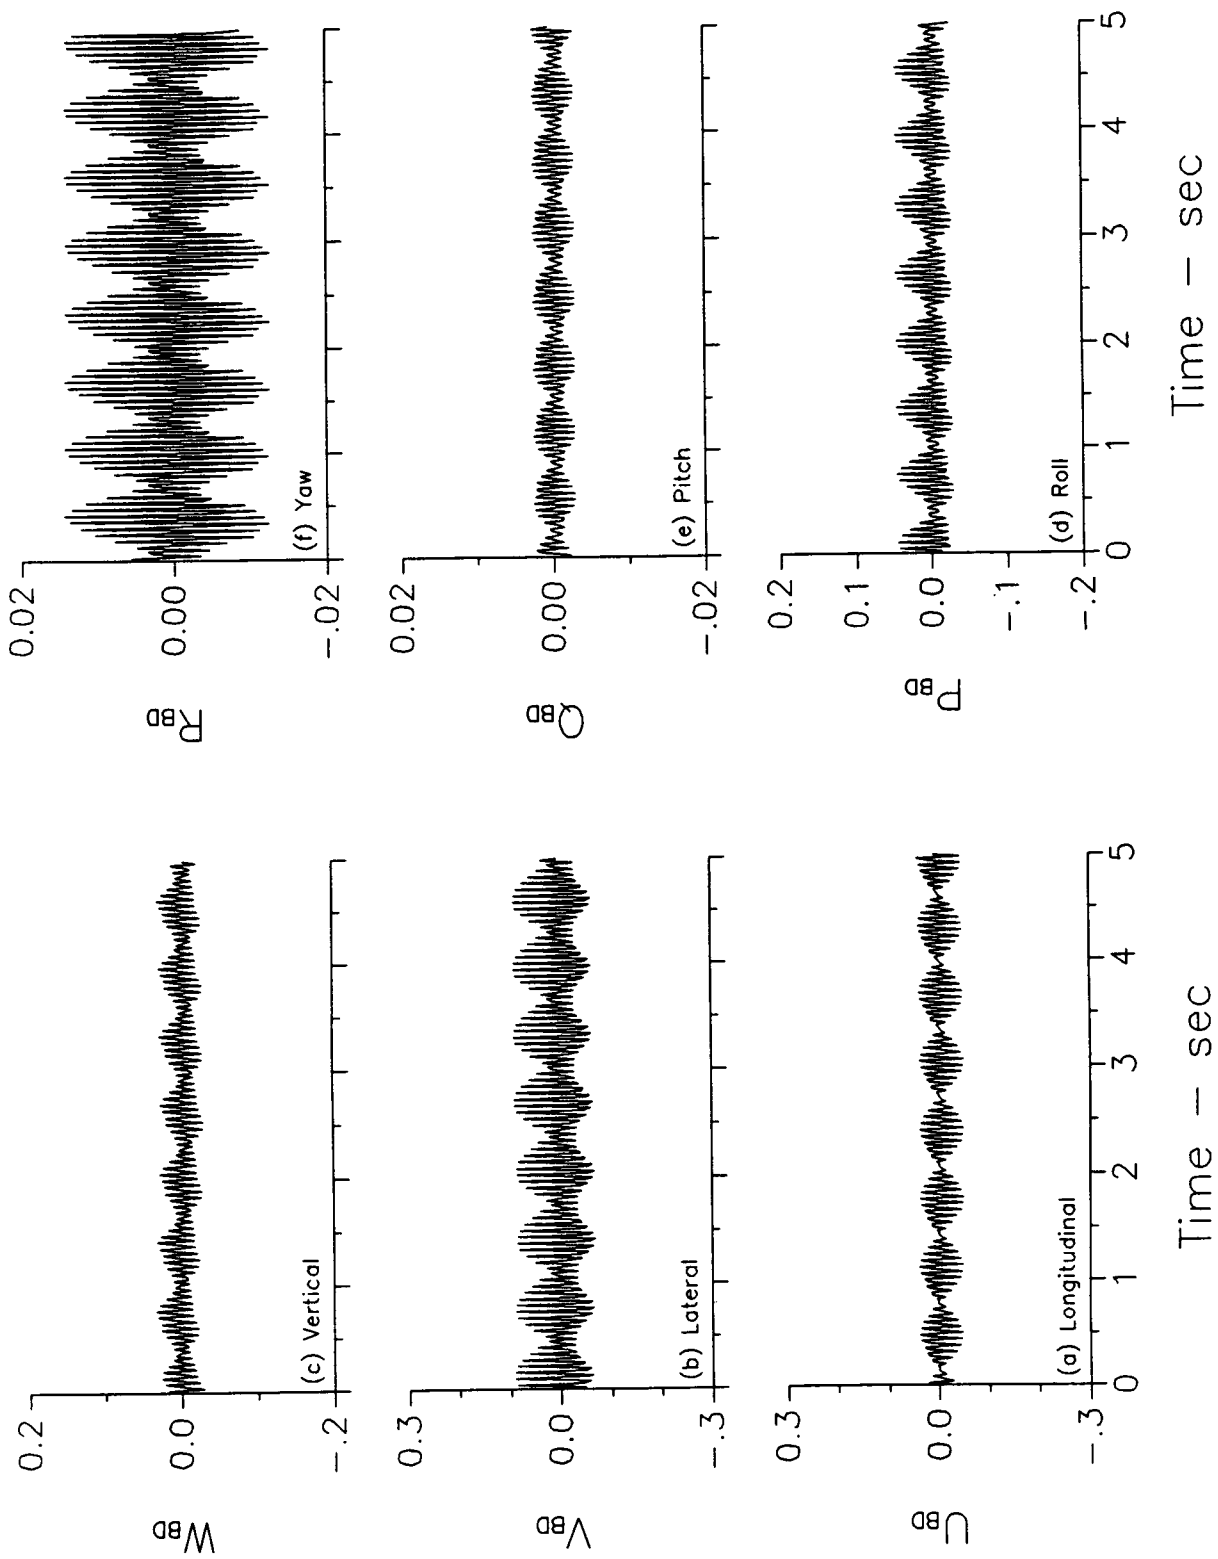 0.2
0.0
-.2
W_BD
(c) Vertical
0.3
0.0
-.3
V_BD
(b) Lateral
0.3
0.0
-.3
U_BD
(a) Longitudinal
0 1 2 3 4 5
Time – sec
0.02
0.00
-.02
R_BD
(f) Yaw
0.02
0.00
-.02
Q_BD
(e) Pitch
0.2
0.1
0.0
-.1
-.2
P_BD
(d) Roll
0 1 2 3 4 5
Time – sec